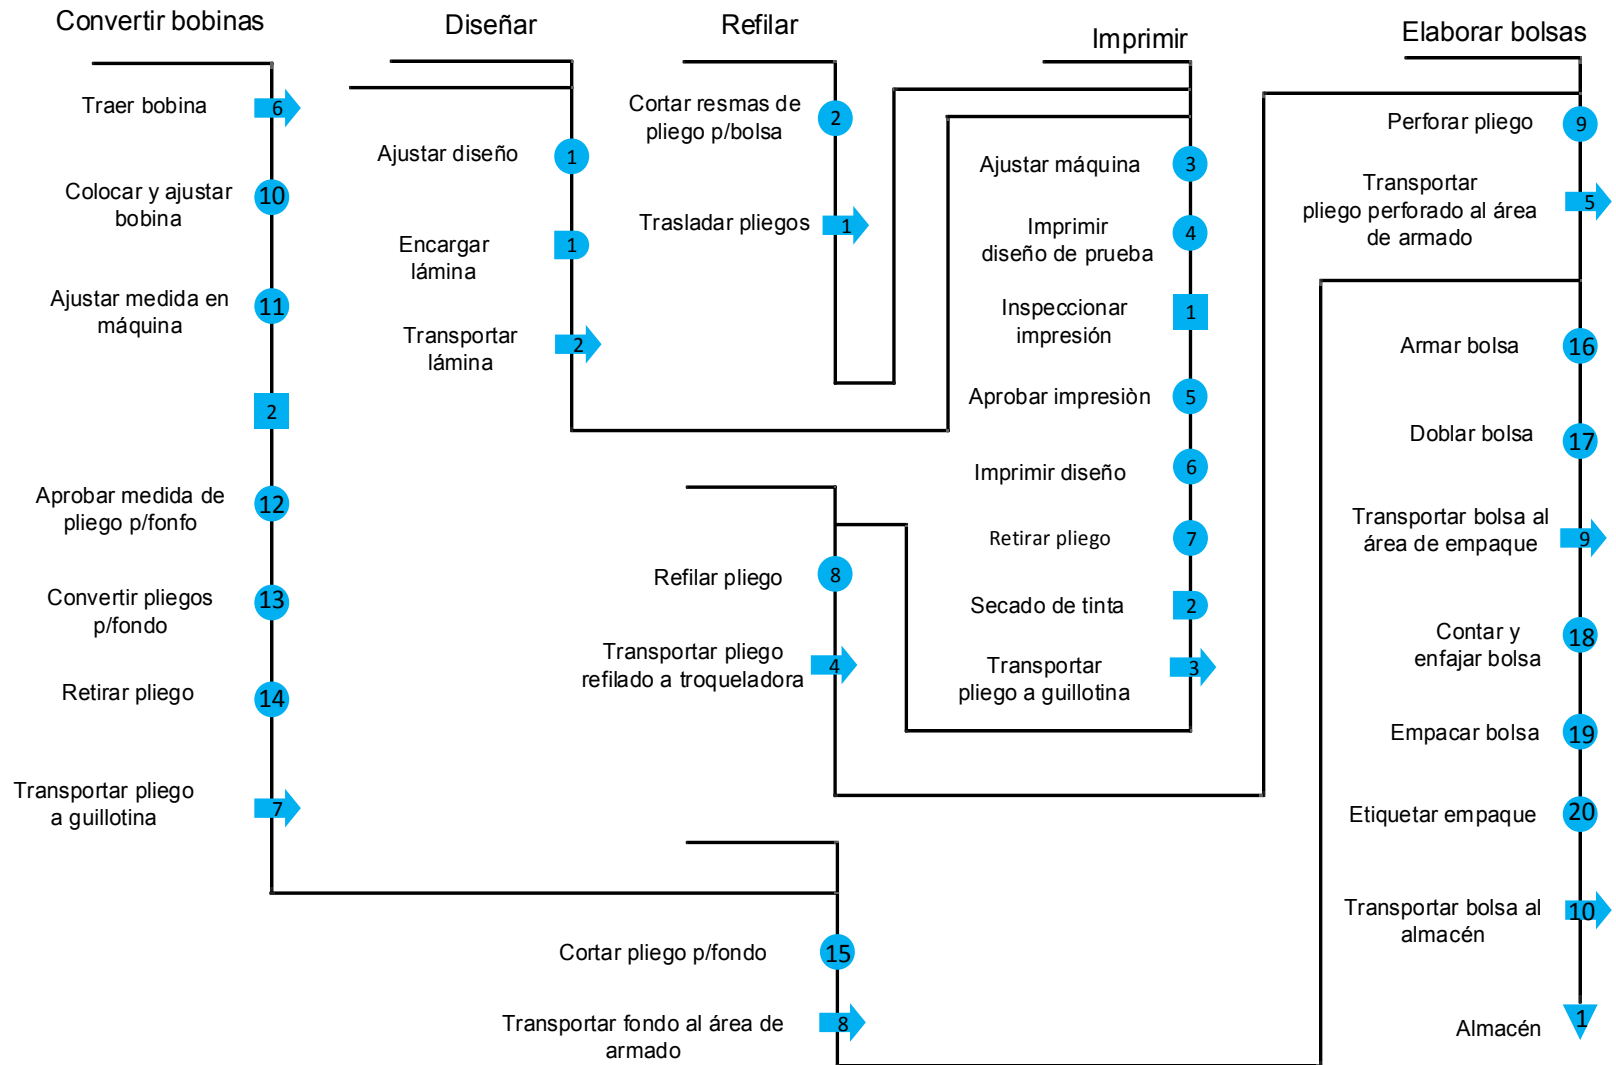 Convertir bobinas
Traer bobina
6
Colocar y ajustar
bobina
10
Ajustar medida en
máquina
11
2
Aprobar medida de
pliego p/fonfo
12
Convertir pliegos
p/fondo
13
Retirar pliego
14
Transportar pliego
a guillotina
7
Diseñar
Ajustar diseño
1
Encargar
lámina
1
Transportar
lámina
2
Refilar
Cortar resmas de
pliego p/bolsa
2
Trasladar pliegos
1
Refilar pliego
8
Transportar pliego
refilado a troqueladora
4
Cortar pliego p/fondo
15
Transportar fondo al área de
armado
8
Imprimir
Ajustar máquina
3
Imprimir
diseño de prueba
4
Inspeccionar
impresión
1
Aprobar impresiòn
5
Imprimir diseño
6
Retirar pliego
7
Secado de tinta
2
Transportar
pliego a guillotina
3
Elaborar bolsas
Perforar pliego
9
Transportar
pliego perforado al área
de armado
5
Armar bolsa
16
Doblar bolsa
17
Transportar bolsa al
área de empaque
9
Contar y
enfajar bolsa
18
Empacar bolsa
19
Etiquetar empaque
20
Transportar bolsa al
almacén
10
Almacén
1